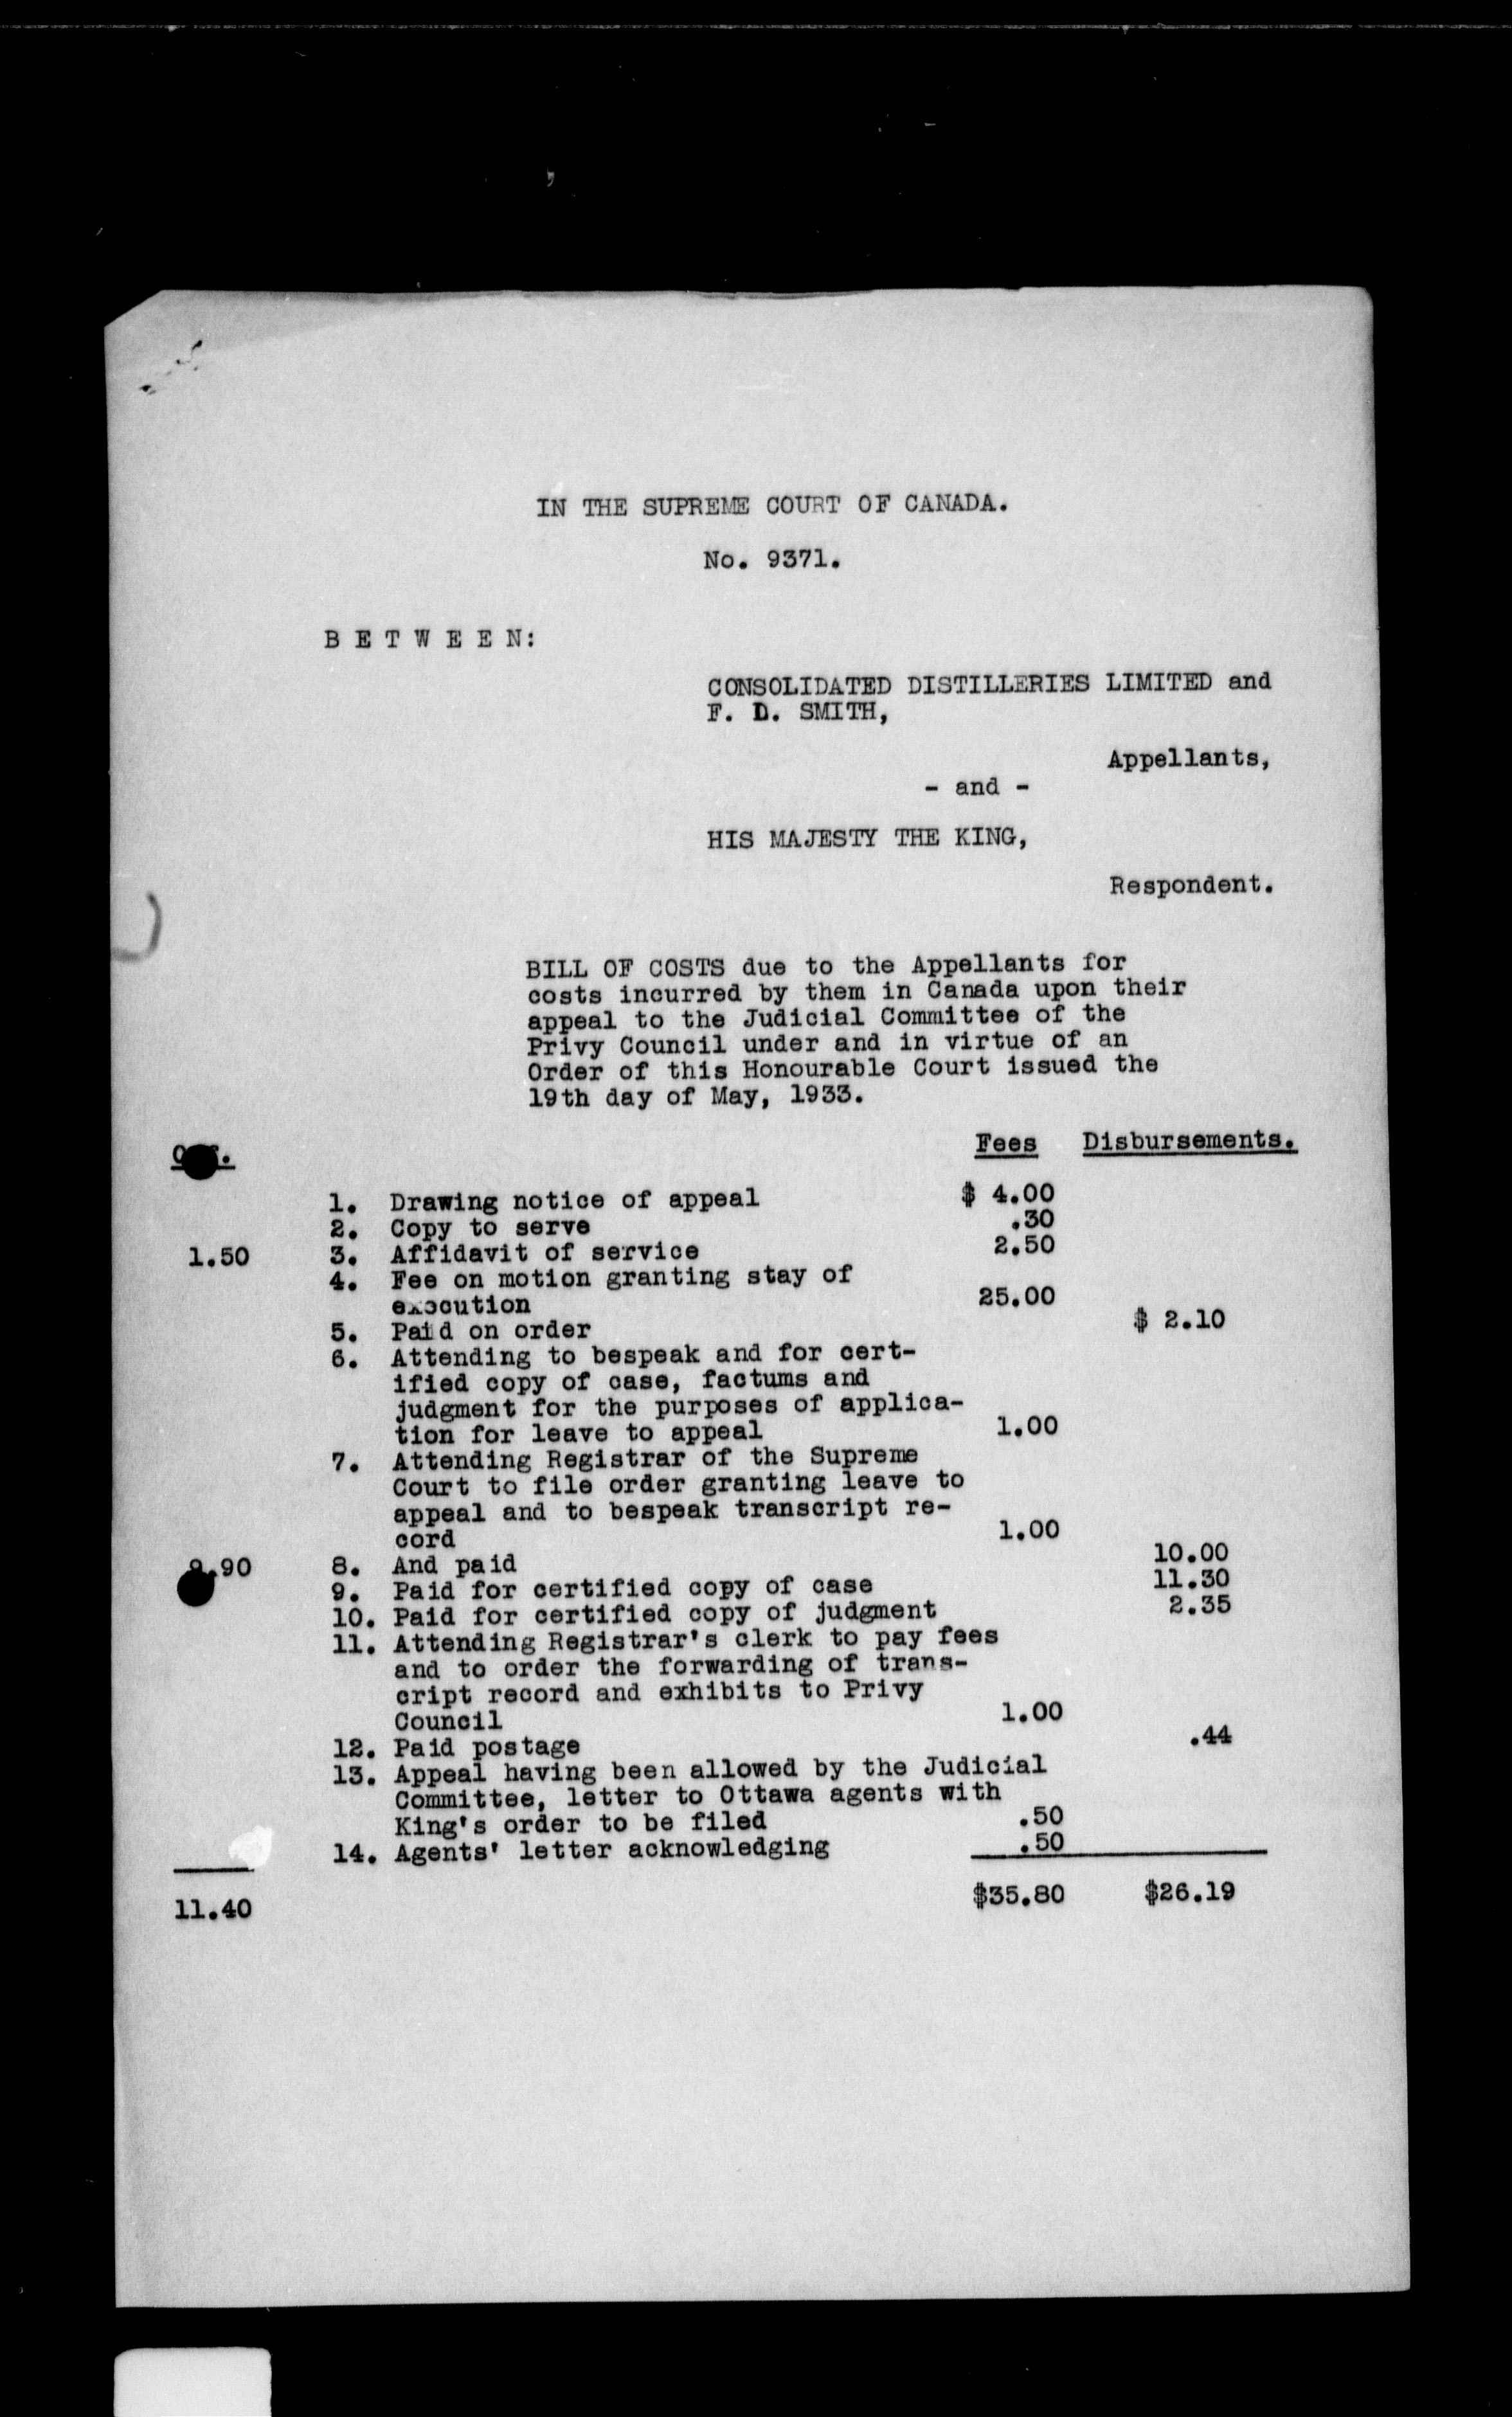 IN THE SUPREME COURT OF CANADA.
No. 9371.
B E T W E E N:
CONSOLIDATED DISTILLERIES LIMITED and
F. D. SMITH,
Appellants,
- and -
HIS MAJESTY THE KING,
Respondent.
BILL OF COSTS due to the Appellants for
costs incurred by them in Canada upon their
appeal to the Judicial Committee of the
Privy Council under and in virtue of an
Order of this Honourable Court issued the
19th day of May, 1933.
Fees Disbursements.
1. Drawing notice of appeal $ 4.00
2. Copy to serve .30
1.50 3. Affidavit of service 2.50
4. Fee on motion granting stay of
execution 25.00
5. Paid on order $ 2.10
6. Attending to bespeak and for cert-
ified copy of case, factums and
judgment for the purposes of applica-
tion for leave to appeal 1.00
7. Attending Registrar of the Supreme
Court to file order granting leave to
appeal and to bespeak transcript re-
cord 1.00
9.90 8. And paid 10.00
9. Paid for certified copy of case 11.30
10. Paid for certified copy of judgment 2.35
11. Attending Registrar's clerk to pay fees
and to order the forwarding of trans-
cript record and exhibits to Privy
Council 1.00
12. Paid postage .44
13. Appeal having been allowed by the Judicial
Committee, letter to Ottawa agents with
King's order to be filed .50
14. Agents' letter acknowledging .50
11.40 $35.80 $26.19